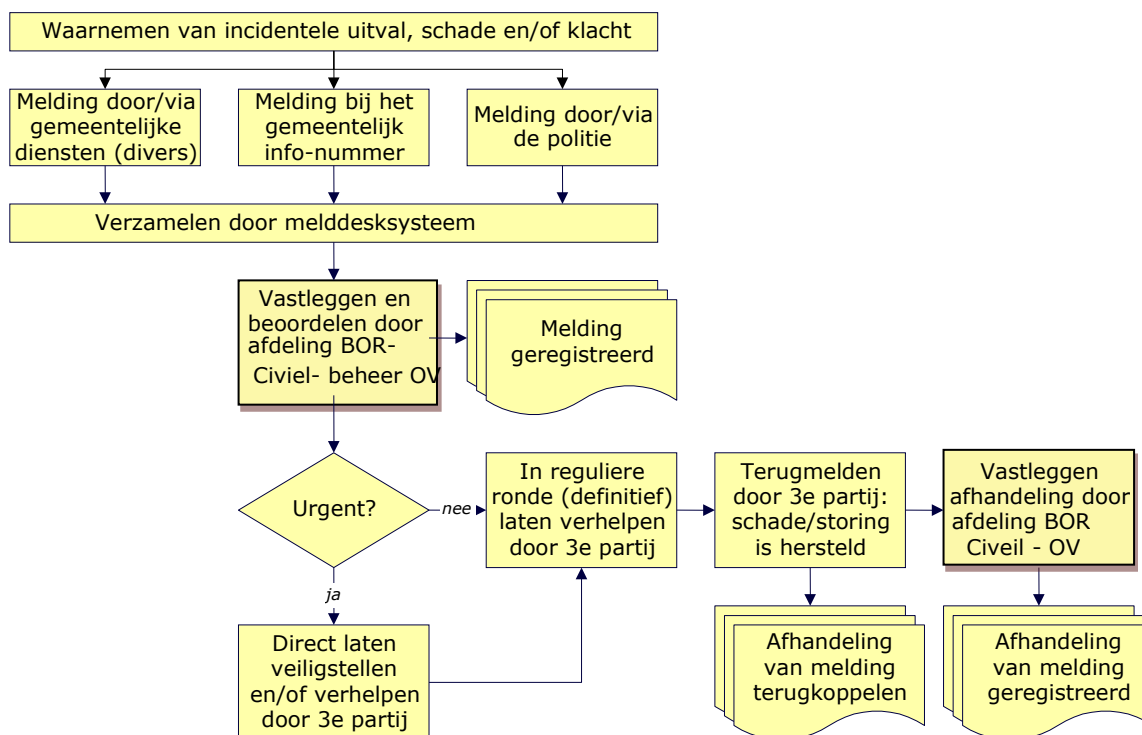 Waarnemen van incidentele uitval, schade en/of klacht
Melding door/via
gemeentelijke
diensten (divers)
Melding bij het
gemeentelijk
info-nummer
Melding door/via
de politie
Verzamelen door melddesksysteem
Vastleggen en
beoordelen door
afdeling BOR-
Civiel- beheer OV
Melding
geregistreerd
Urgent?
nee
In reguliere
ronde (definitief)
laten verhelpen
door 3e partij
Terugmelden
door 3e partij:
schade/storing
is hersteld
Vastleggen
afhandeling door
afdeling BOR
Civeil - OV
ja
Direct laten
veiligstellen
en/of verhelpen
door 3e partij
Afhandeling
van melding
terugkoppelen
Afhandeling
van melding
geregistreerd